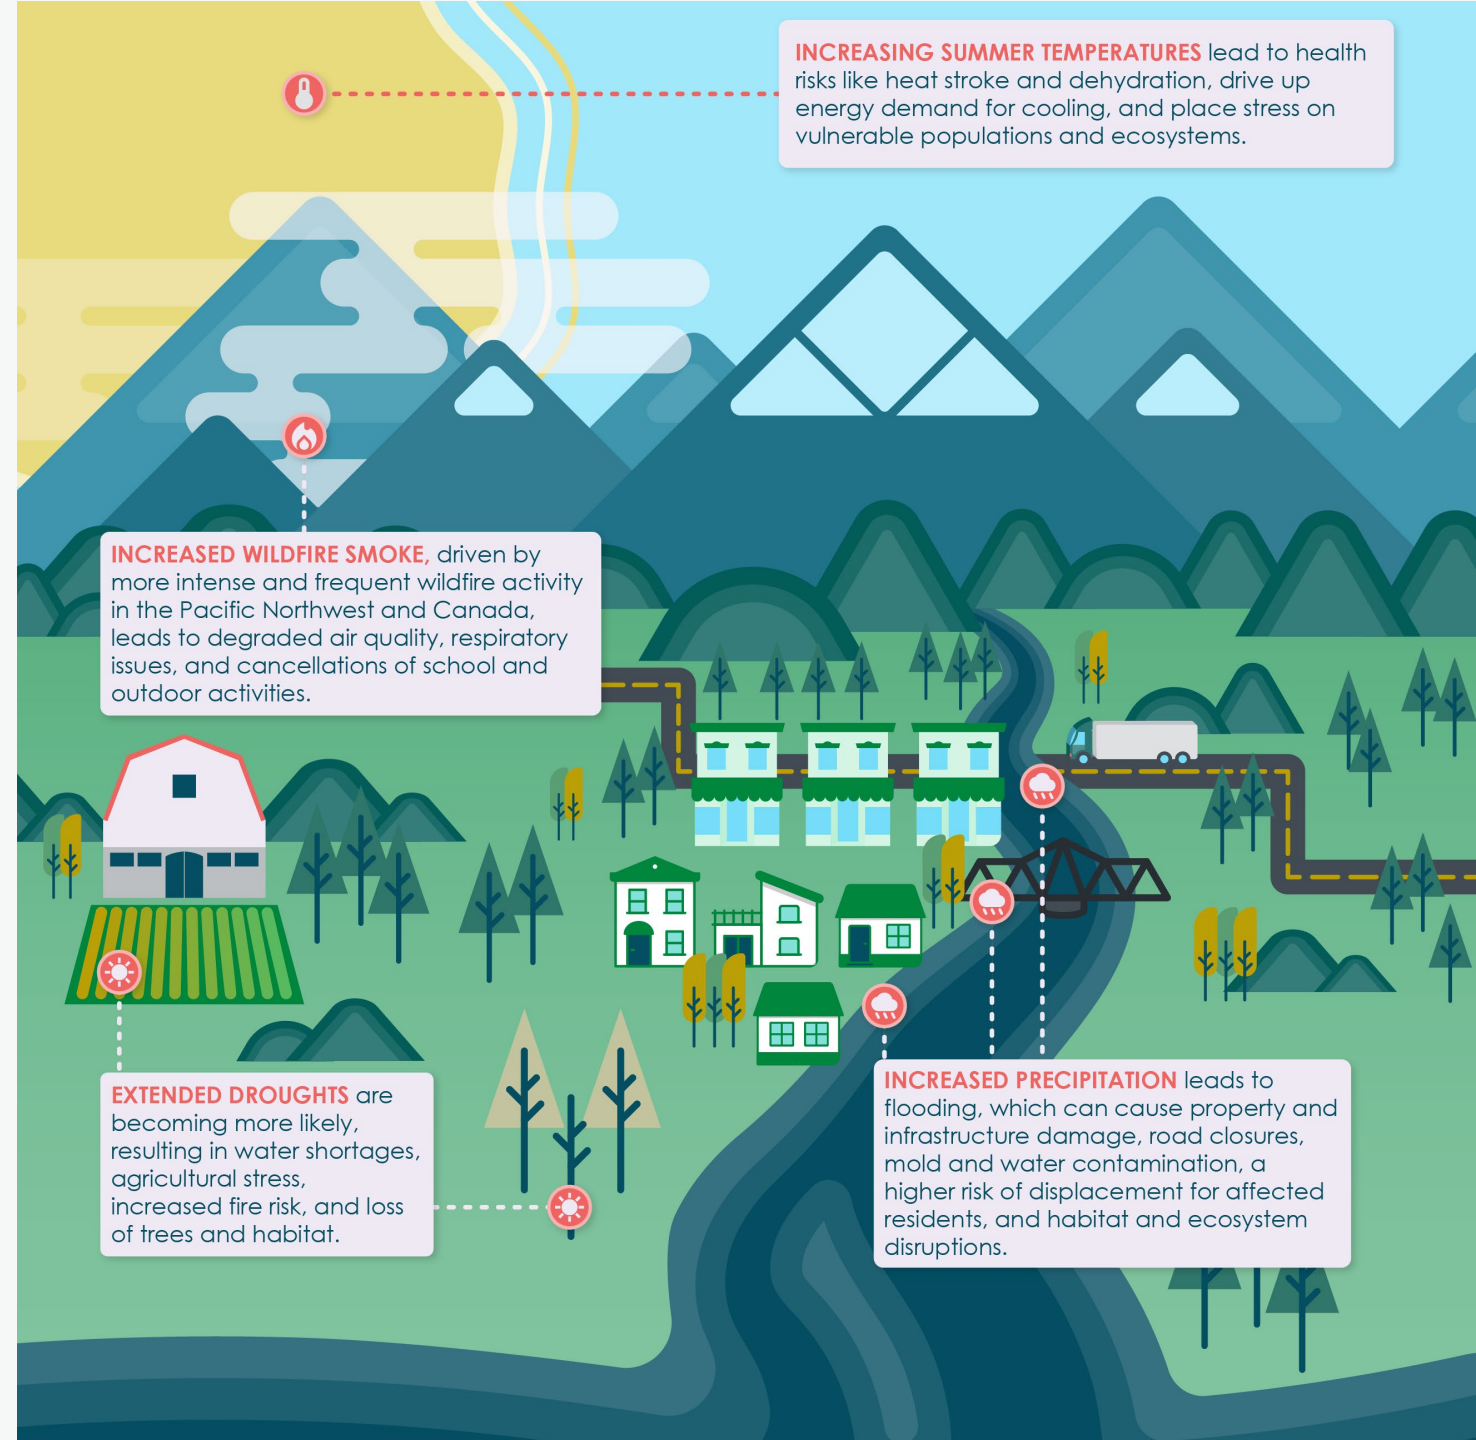 INCREASING SUMMER TEMPERATURES lead to health
risks like heat stroke and dehydration, drive up
energy demand for cooling, and place stress on
vulnerable populations and ecosystems.
INCREASED WILDFIRE SMOKE, driven by
more intense and frequent wildfire activity
in the Pacific Northwest and Canada,
leads to degraded air quality, respiratory
issues, and cancellations of school and
outdoor activities.
EXTENDED DROUGHTS are
becoming more likely,
resulting in water shortages,
agricultural stress,
increased fire risk, and loss
of trees and habitat.
INCREASED PRECIPITATION leads to
flooding, which can cause property and
infrastructure damage, road closures,
mold and water contamination, a
higher risk of displacement for affected
residents, and habitat and ecosystem
disruptions.